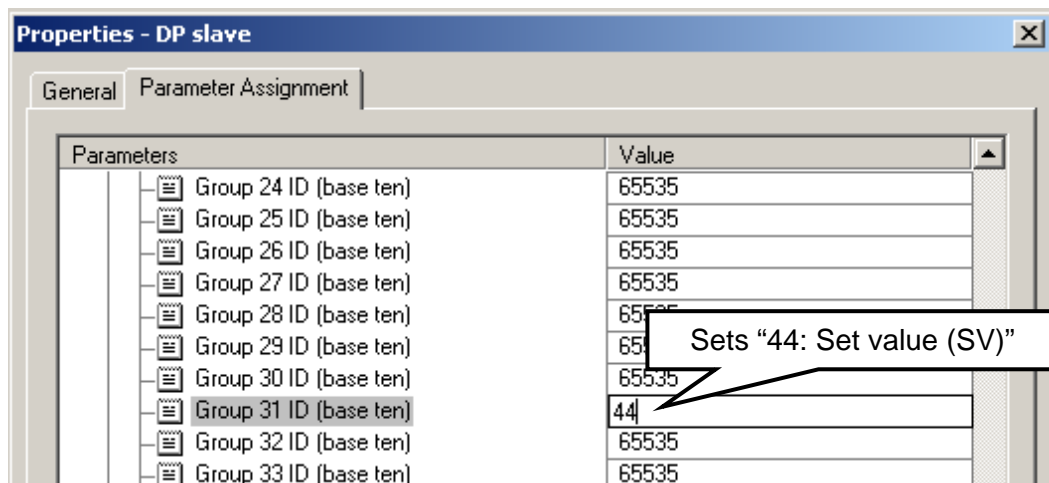 Properties - DP slave
General Parameter Assignment
Parameters Value
Group 24 ID (base ten) 65535
Group 25 ID (base ten) 65535
Group 26 ID (base ten) 65535
Group 27 ID (base ten) 65535
Group 28 ID (base ten)
Group 29 ID (base ten)
Sets “44: Set value (SV)”
Group 30 ID (base ten) 65535
Group 31 ID (base ten) 44
Group 32 ID (base ten) 65535
Group 33 ID (base ten) 65535